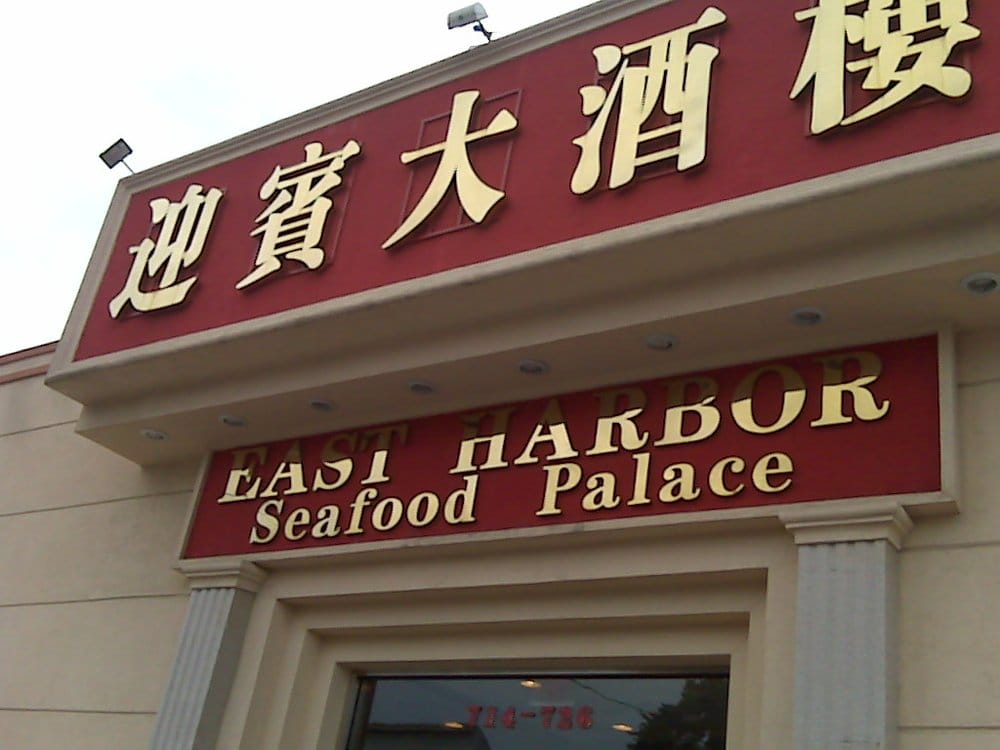 迎賓大酒樓
EAST HARBOR
Seafood Palace
714-726